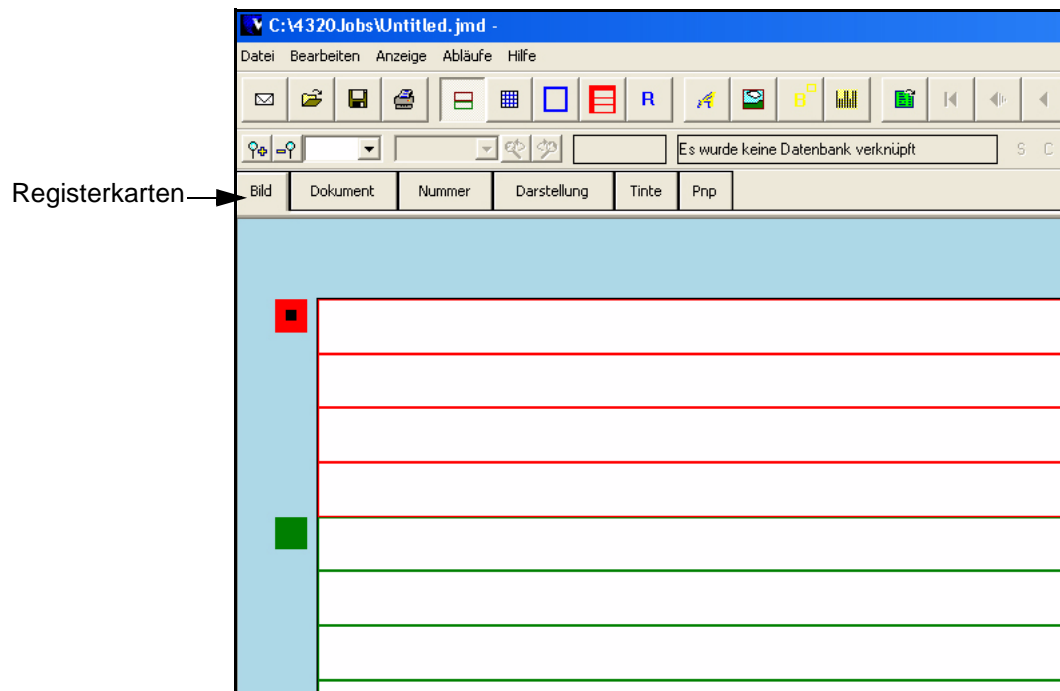 C:\4320Jobs\Untitled.jmd -
Datei Bearbeiten Anzeige Abläufe Hilfe
R B
Es wurde keine Datenbank verknüpft S C
Registerkarten
Bild Dokument Nummer Darstellung Tinte Pnp